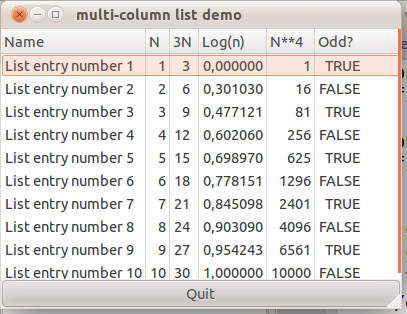 multi-column list demo
Name N 3N Log(n) N**4 Odd?
List entry number 1 1 3 0,000000 1 TRUE
List entry number 2 2 6 0,301030 16 FALSE
List entry number 3 3 9 0,477121 81 TRUE
List entry number 4 4 12 0,602060 256 FALSE
List entry number 5 5 15 0,698970 625 TRUE
List entry number 6 6 18 0,778151 1296 FALSE
List entry number 7 7 21 0,845098 2401 TRUE
List entry number 8 8 24 0,903090 4096 FALSE
List entry number 9 9 27 0,954243 6561 TRUE
List entry number 10 10 30 1,000000 10000 FALSE
Quit